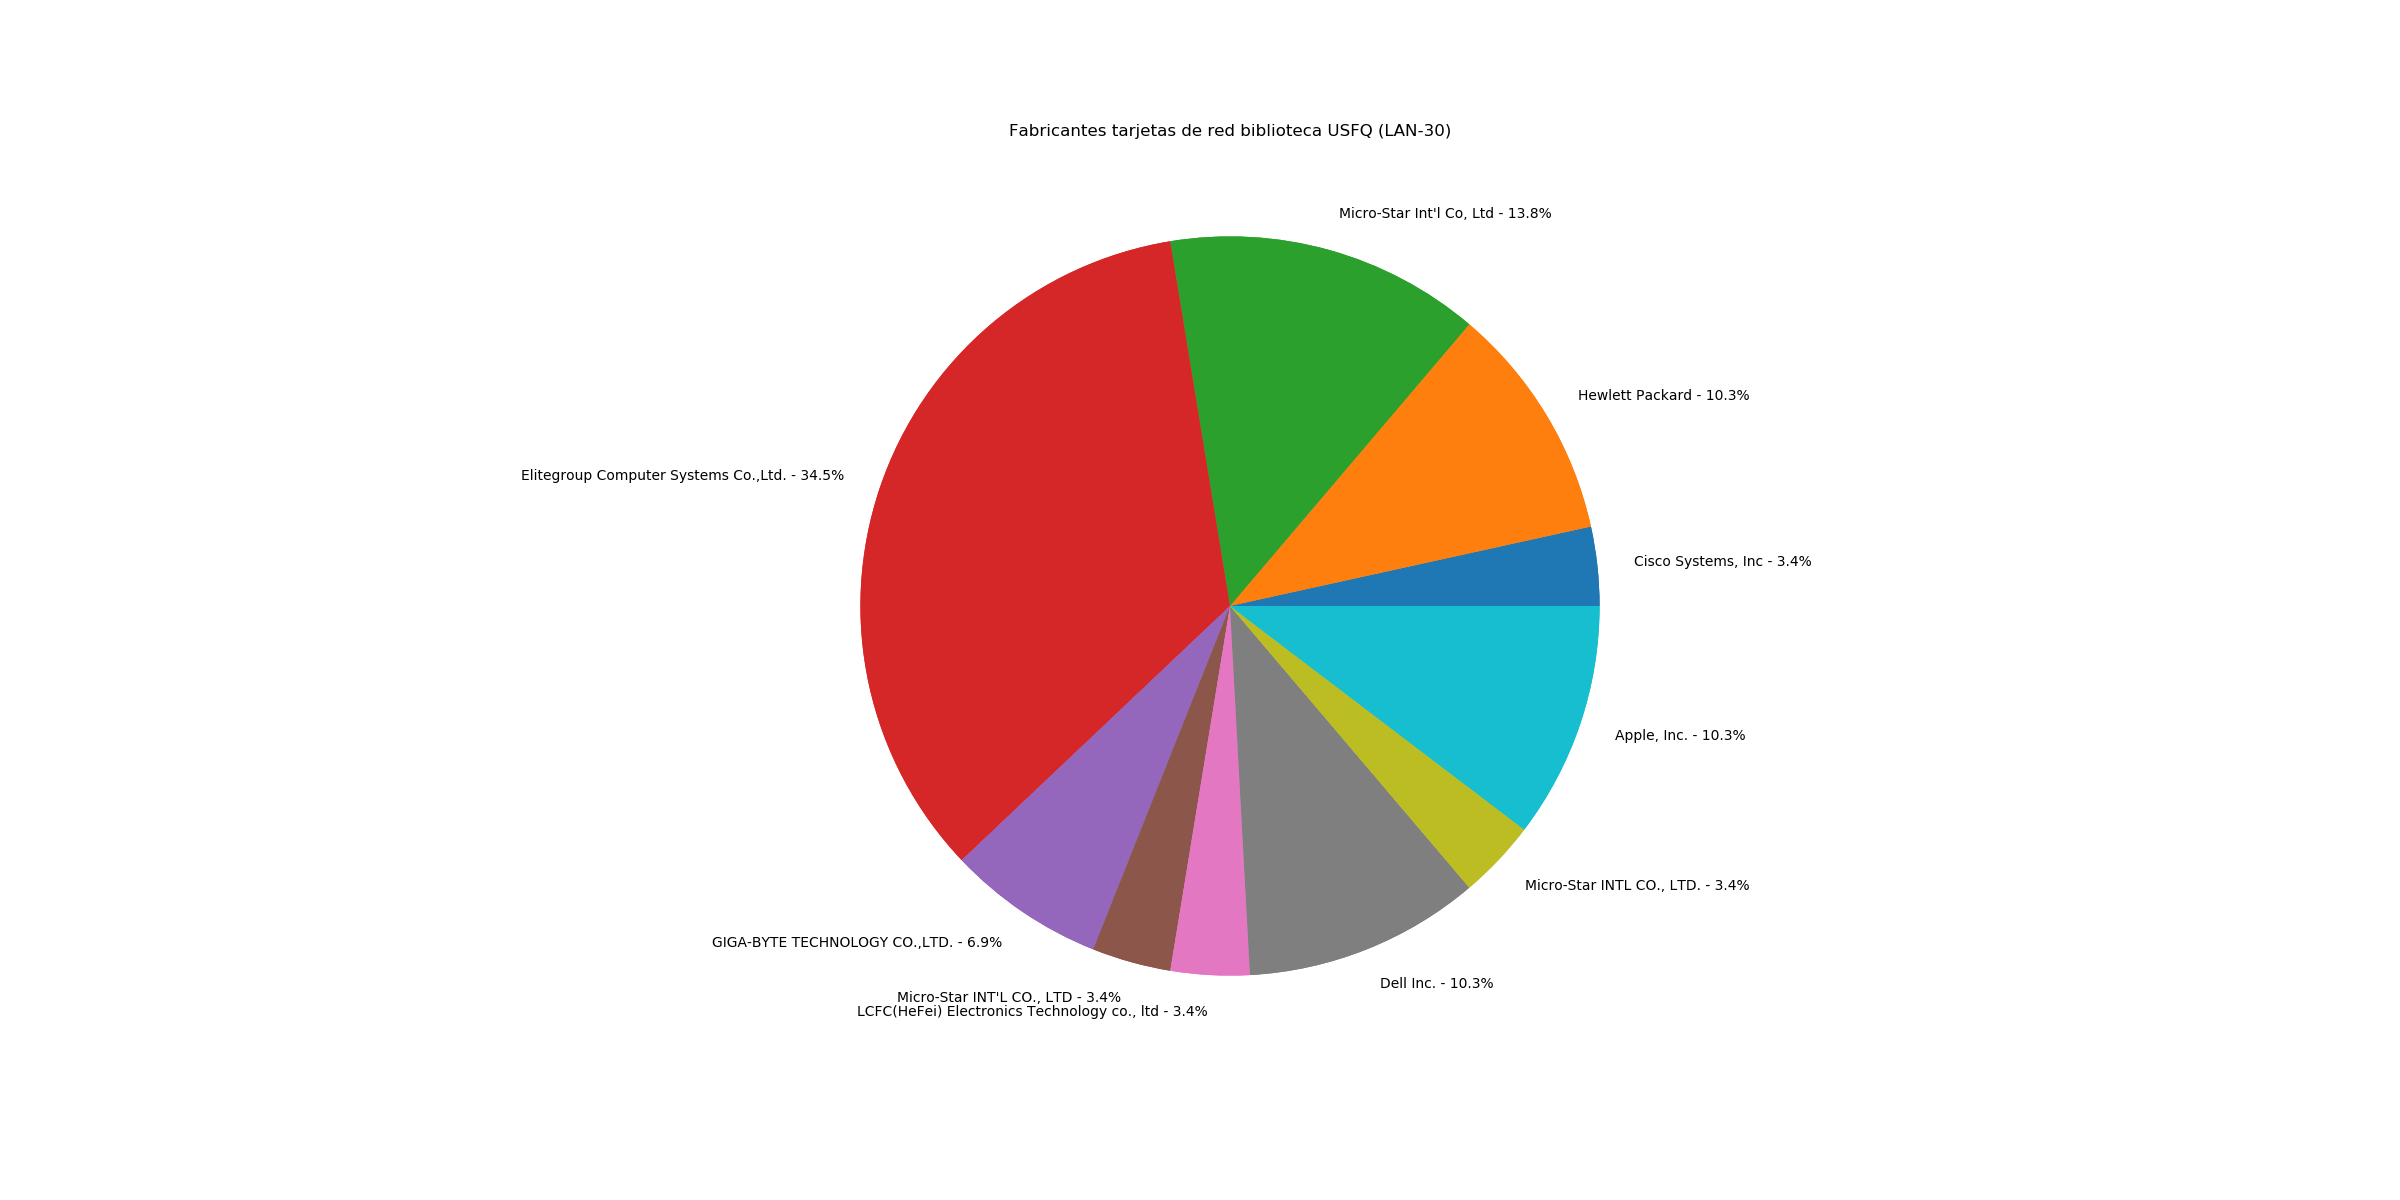 Fabricantes tarjetas de red biblioteca USFQ (LAN-30)
Micro-Star Int'l Co, Ltd - 13.8%
Hewlett Packard - 10.3%
Elitegroup Computer Systems Co.,Ltd. - 34.5%
Cisco Systems, Inc - 3.4%
Apple, Inc. - 10.3%
Micro-Star INTL CO., LTD. - 3.4%
GIGA-BYTE TECHNOLOGY CO.,LTD. - 6.9%
Dell Inc. - 10.3%
Micro-Star INT'L CO., LTD - 3.4%
LCFC(HeFei) Electronics Technology co., ltd - 3.4%